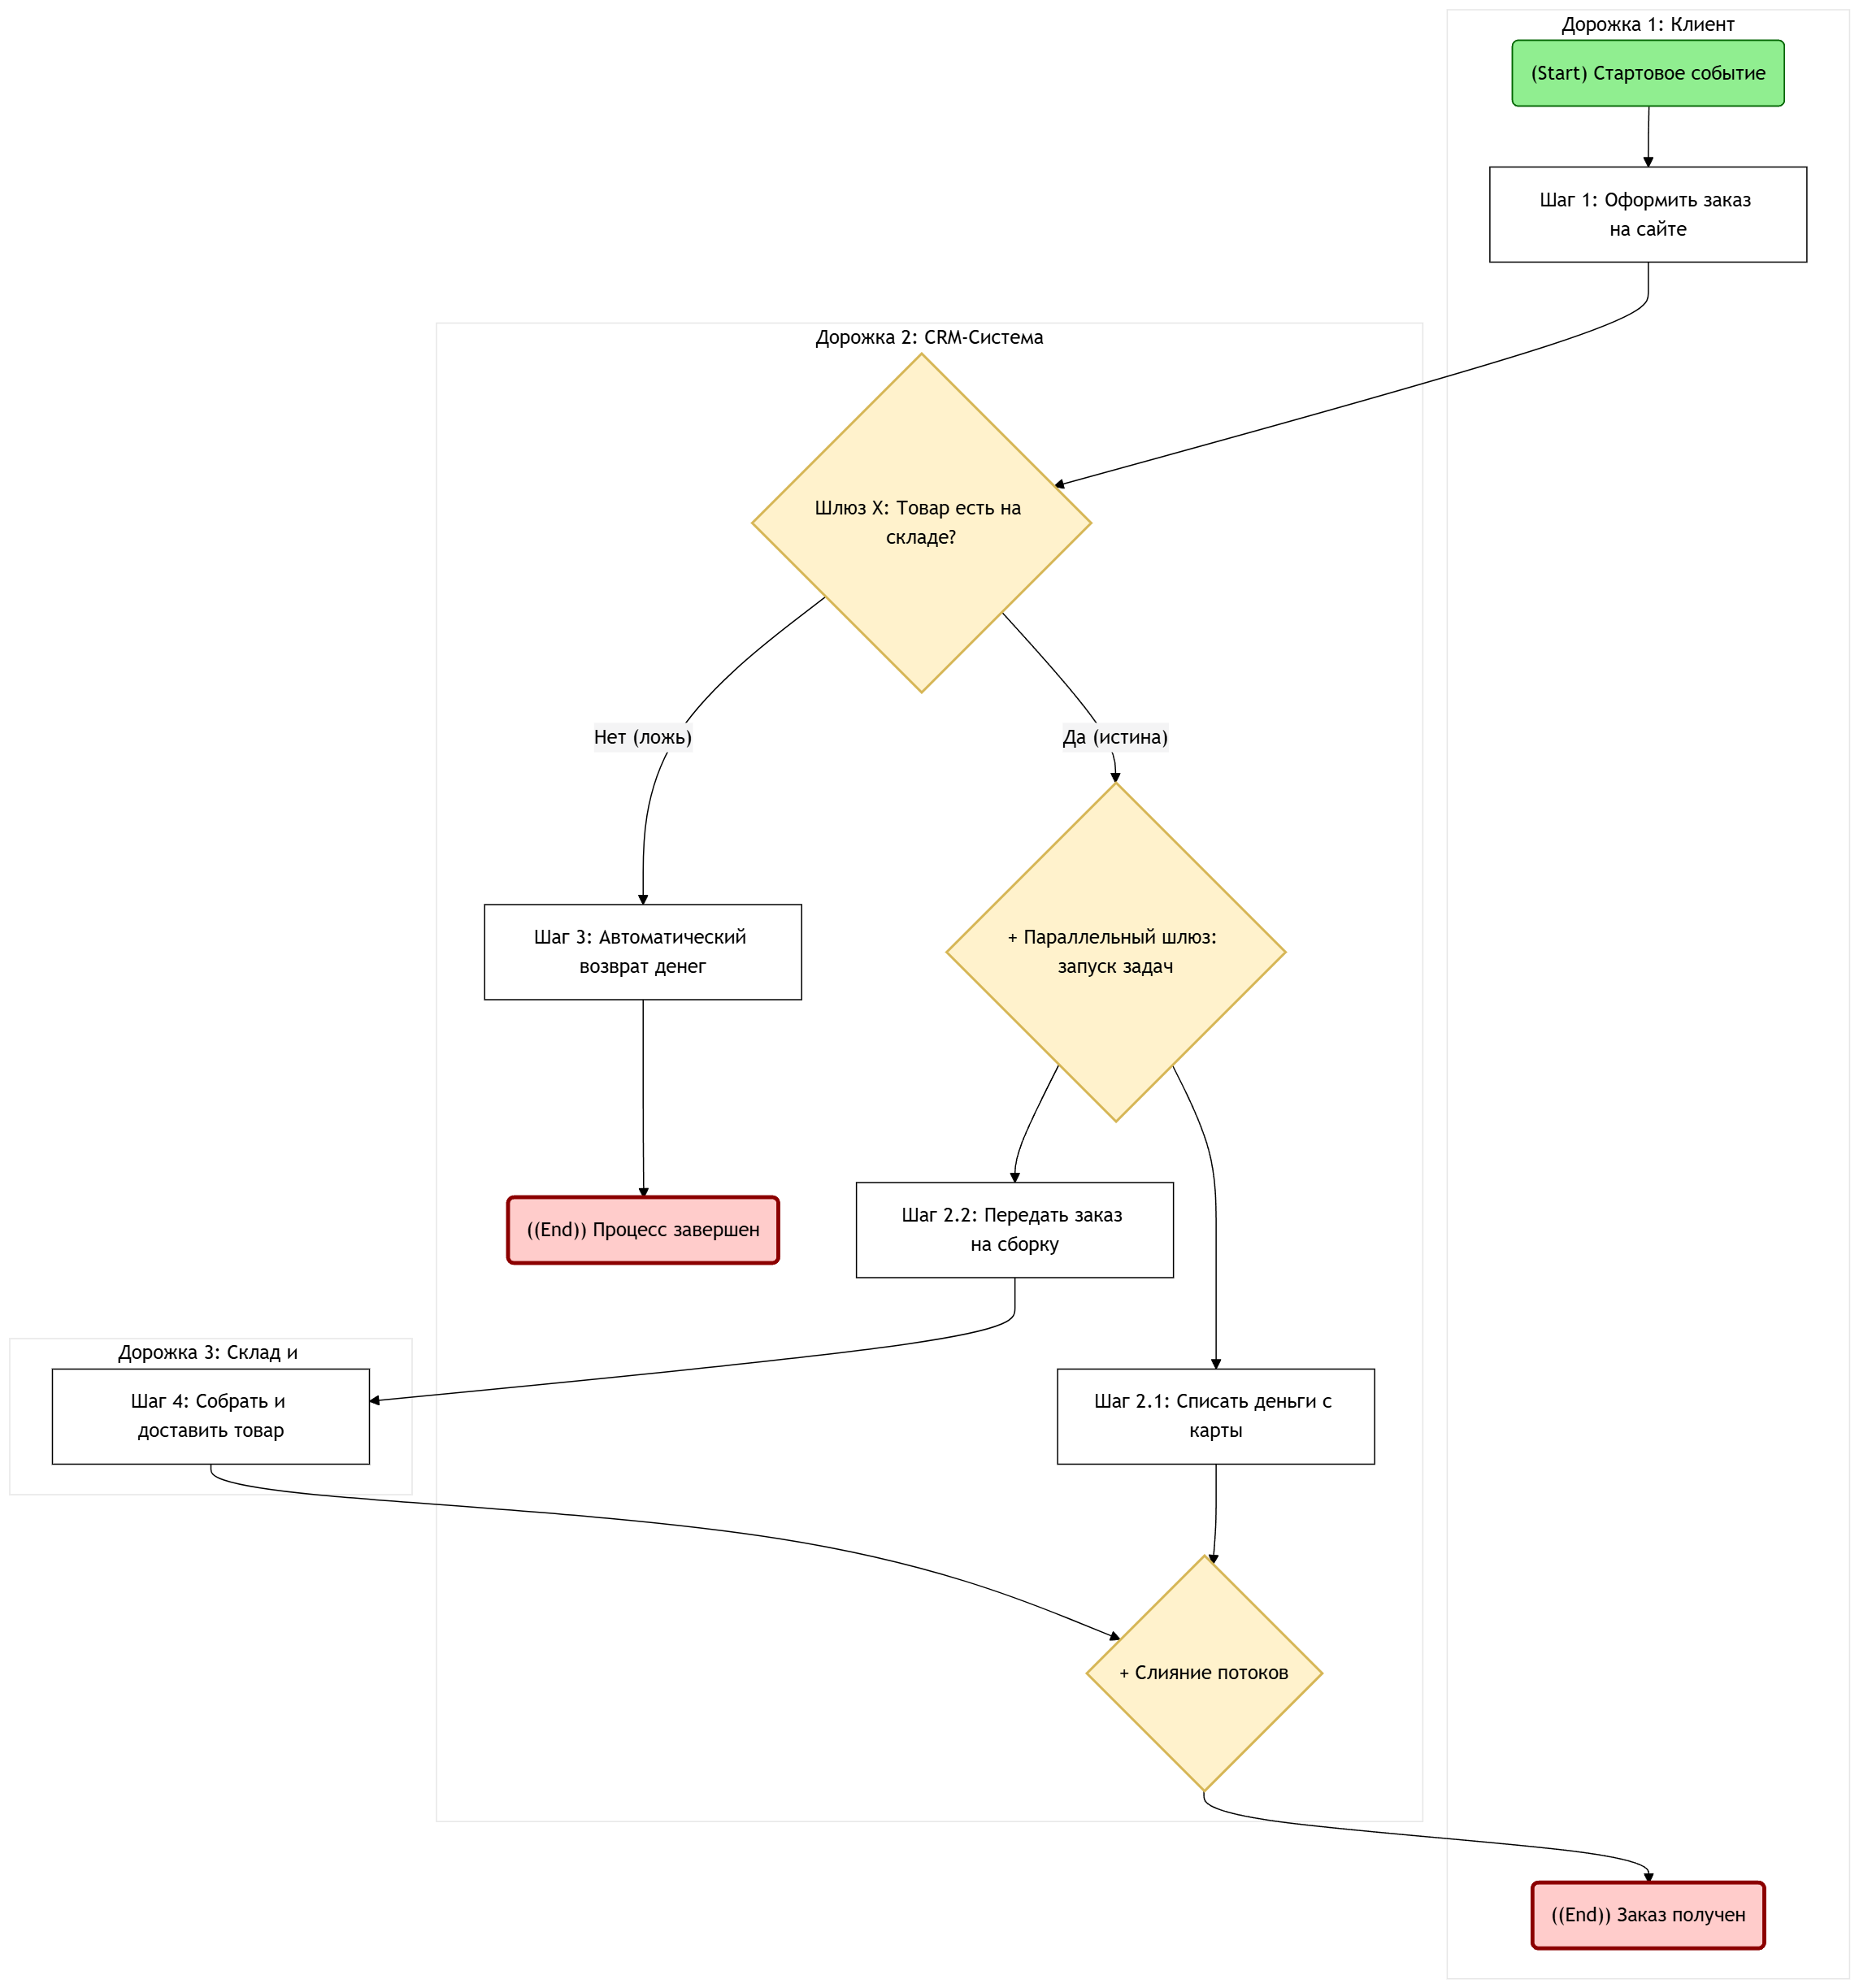 Дорожка 1: Клиент
(Start) Стартовое событие
Шаг 1: Оформить заказ
на сайте
Дорожка 2: CRM-Система
Шлюз X: Товар есть на
складе?
Нет (ложь)
Да (истина)
Шаг 3: Автоматический
возврат денег
+ Параллельный шлюз:
запуск задач
Шаг 2.2: Передать заказ
на сборку
((End)) Процесс завершен
Дорожка 3: Склад и
Шаг 4: Собрать и
доставить товар
Шаг 2.1: Списать деньги с
карты
+ Слияние потоков
((End)) Заказ получен